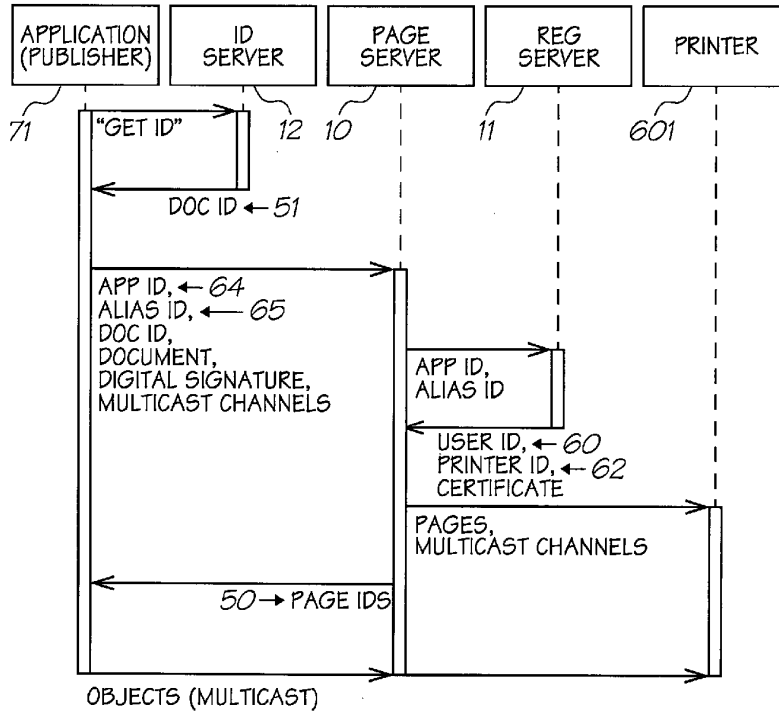 APPLICATION
(PUBLISHER)
ID
SERVER
PAGE
SERVER
REG
SERVER
PRINTER
71
12
10
11
601
"GET ID"
DOC ID ← 51
APP ID, ← 64
ALIAS ID, ← 65
DOC ID,
DOCUMENT,
DIGITAL SIGNATURE,
MULTICAST CHANNELS
APP ID,
ALIAS ID
USER ID, ← 60
PRINTER ID, ← 62
CERTIFICATE
PAGES,
MULTICAST CHANNELS
50 → PAGE IDS
OBJECTS (MULTICAST)